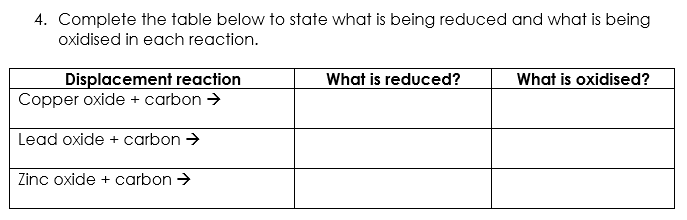 4. Complete the table below to state what is being reduced and what is being
oxidised in each reaction.
Displacement reaction What is reduced? What is oxidised?
Copper oxide + carbon →
Lead oxide + carbon →
Zinc oxide + carbon →